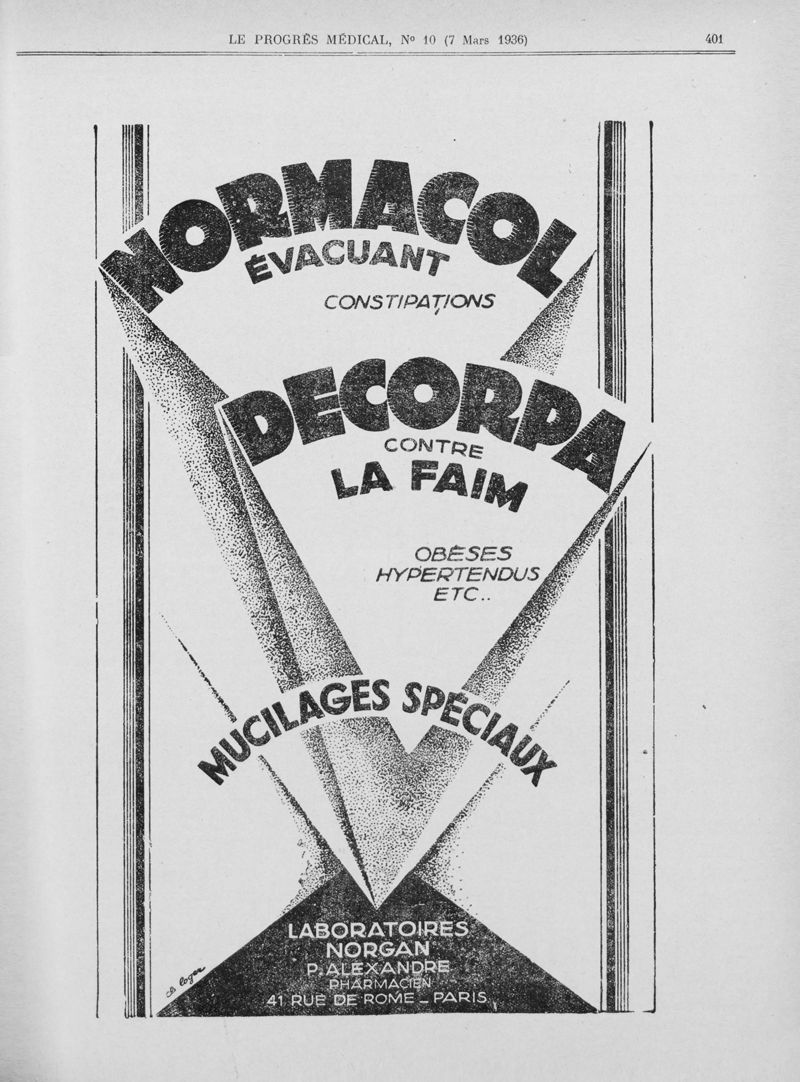 LE PROGRÈS MÉDICAL, No 10 (7 Mars 1936) 401
NORMACOL
ÉVACUANT
CONSTIPATIONS
DECORPA
CONTRE
LA FAIM
OBÈSES
HYPERTENDUS
ETC..
MUCILAGES SPÉCIAUX
LABORATOIRES
NORGAN
P. ALEXANDRE
PHARMACIEN
41 RUE DE ROME _ PARIS